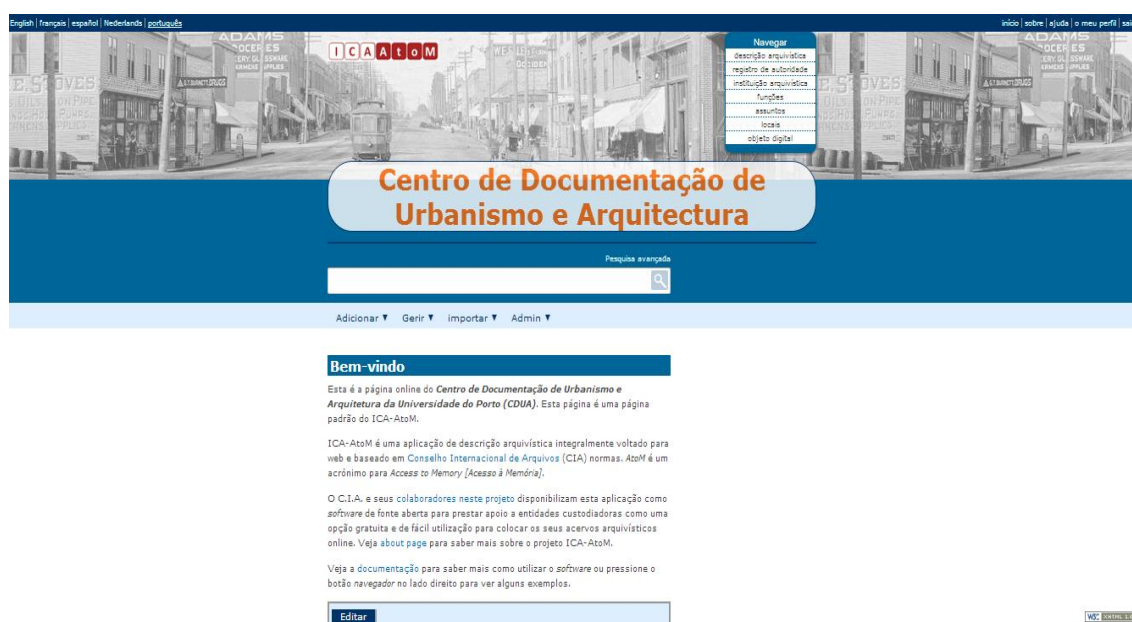 English | français | español | Nederlands | português
início | sobre | ajuda | o meu perfil | sai
ICA AtoM
ADAMS
A.G.T. BURNETT. DRUGS
Navegar
descrição arquivística
registro de autoridade
instituição arquivística
funções
assuntos
locais
objeto digital
Centro de Documentação de
Urbanismo e Arquitectura
Pesquisa avançada
Adicionar ▼ Gerir ▼ importar ▼ Admin ▼
Bem-vindo
Esta é a página online do Centro de Documentação de Urbanismo e
Arquitetura da Universidade do Porto (CDUA). Esta página é uma página
padrão do ICA-AtoM.
ICA-AtoM é uma aplicação de descrição arquivística integralmente voltado para
web e baseado em Conselho Internacional de Arquivos (CIA) normas. AtoM é um
acrónimo para Access to Memory [Acesso à Memória].
O C.I.A. e seus colaboradores neste projeto disponibilizam esta aplicação como
software de fonte aberta para prestar apoio a entidades custodiadoras como uma
opção gratuita e de fácil utilização para colocar os seus acervos arquivísticos
online. Veja about page para saber mais sobre o projeto ICA-AtoM.
Veja a documentação para saber mais como utilizar o software ou pressione o
botão navegador no lado direito para ver alguns exemplos.
Editar
W3C